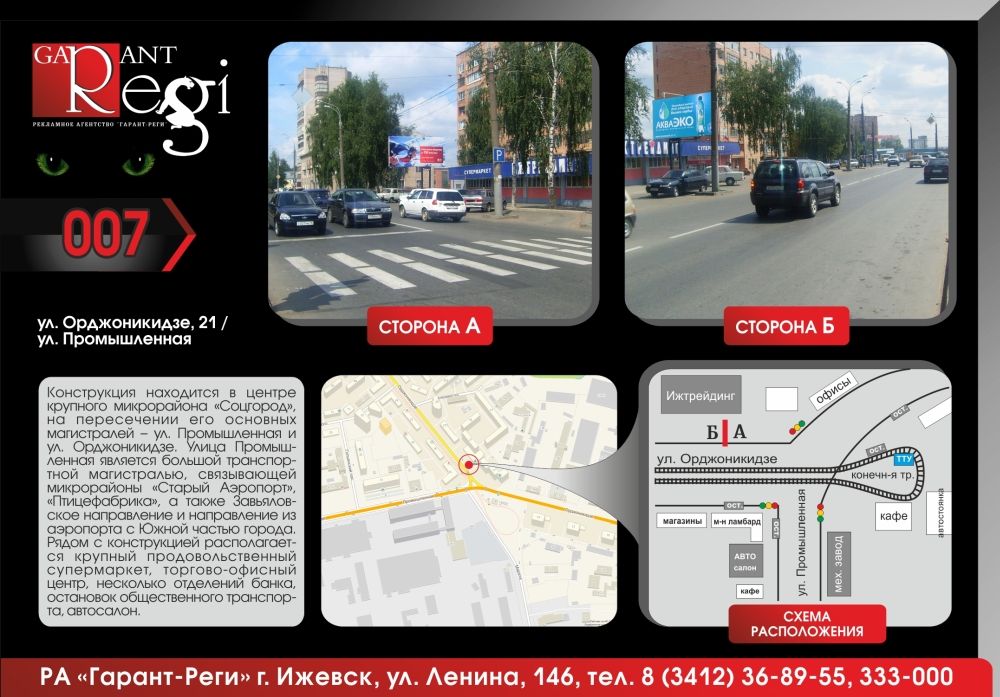 GARANT
Regi
РЕКЛАМНОЕ АГЕНТСТВО "ГАРАНТ-РЕГИ"
007
ул. Орджоникидзе, 21 /
ул. Промышленная
P
СУПЕРМАРКЕТ
СТОРОНА А
АКВАЭКО
СУПЕРМАРКЕТ
СТОРОНА Б
Конструкция находится в центре
крупного микрорайона «Соцгород»,
на пересечении его основных
магистралей – ул. Промышленная и
ул. Орджоникидзе. Улица Промыш-
ленная является большой транспорт-
ной магистралью, связывающей
микрорайоны «Старый Аэропорт»,
«Птицефабрика», а также Завьялов-
ское направление и направление из
аэропорта с Южной частью города.
Рядом с конструкцией располагает-
ся крупный продовольственный
супермаркет, торгово-офисный
центр, несколько отделений банка,
остановок общественного транспор-
та, автосалон.
Ижтрейдинг
офисы
ост.
Б А
ул. Орджоникидзе
ост.
ТТУ
конечн-я тр.
ост.
магазины
м-н ламбард
ост.
кафе
автостоянка
АВТО
салон
кафе
ул. Промышленная
мех. завод
СХЕМА
РАСПОЛОЖЕНИЯ
РА «Гарант-Реги» г. Ижевск, ул. Ленина, 146, тел. 8 (3412) 36-89-55, 333-000